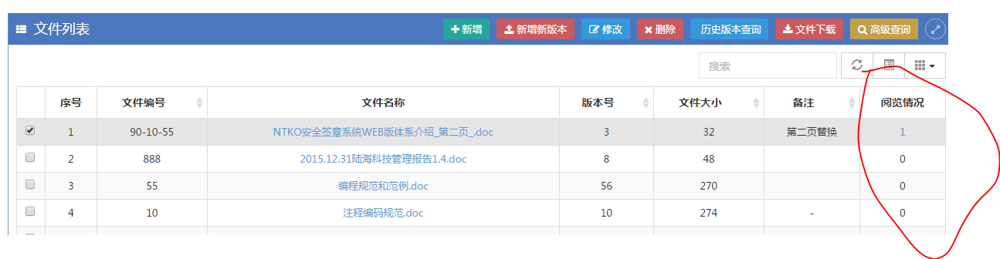 文件列表 新增 新增新版本 修改 删除 历史版本查询 文件下载 高级查询
搜索
序号 文件编号 文件名称 版本号 文件大小 备注 阅览情况
1 90-10-55 NTKO安全签章系统WEB版体系介绍_第二页_.doc 3 32 第二页替换 1
2 888 2015.12.31陆海科技管理报告1.4.doc 8 48 0
3 55 编程规范和范例.doc 56 270 0
4 10 注释编码规范.doc 10 274 - 0